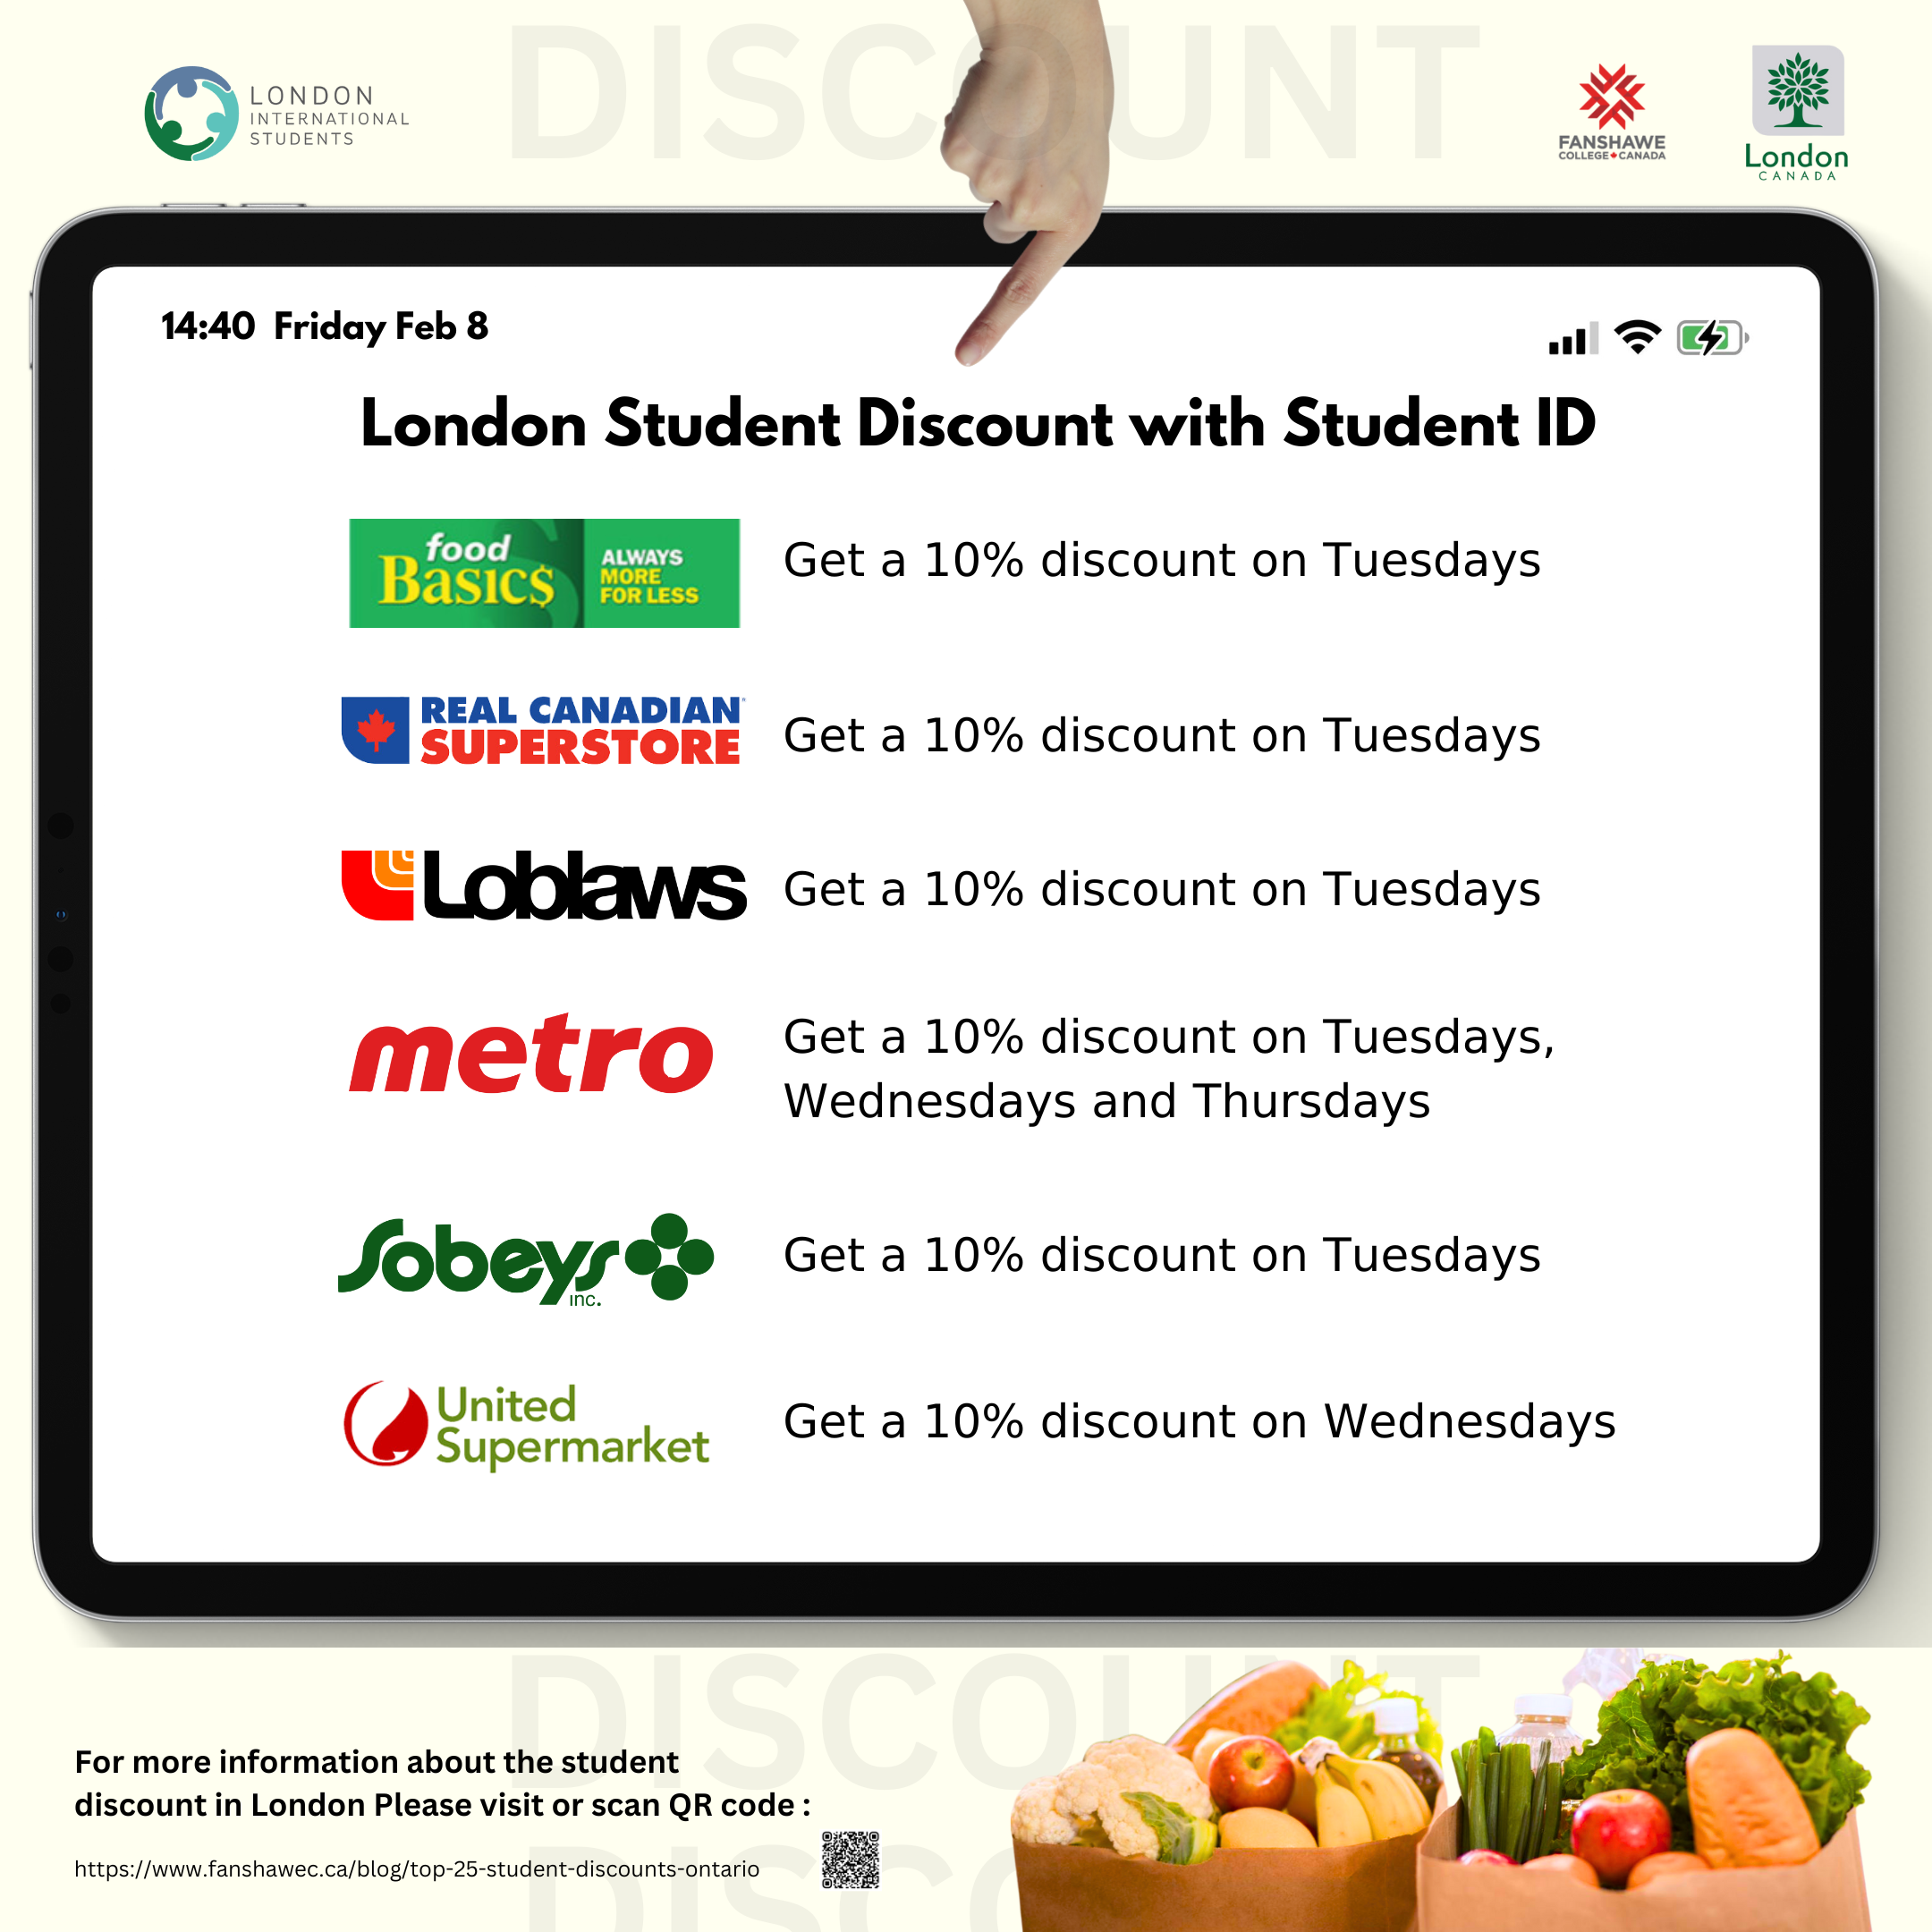 DISCOUNT
LONDON
INTERNATIONAL
STUDENTS
FANSHAWE
COLLEGE CANADA
London
CANADA
14:40 Friday Feb 8
London Student Discount with Student ID
food
Basic$
ALWAYS
MORE
FOR LESS
Get a 10% discount on Tuesdays
REAL CANADIAN
SUPERSTORE
Get a 10% discount on Tuesdays
Loblaws
Get a 10% discount on Tuesdays
metro
Get a 10% discount on Tuesdays,
Wednesdays and Thursdays
Sobeys
inc.
Get a 10% discount on Tuesdays
United
Supermarket
Get a 10% discount on Wednesdays
DISCOUNT
For more information about the student
discount in London Please visit or scan QR code :
DISCO
https://www.fanshawec.ca/blog/top-25-student-discounts-ontario